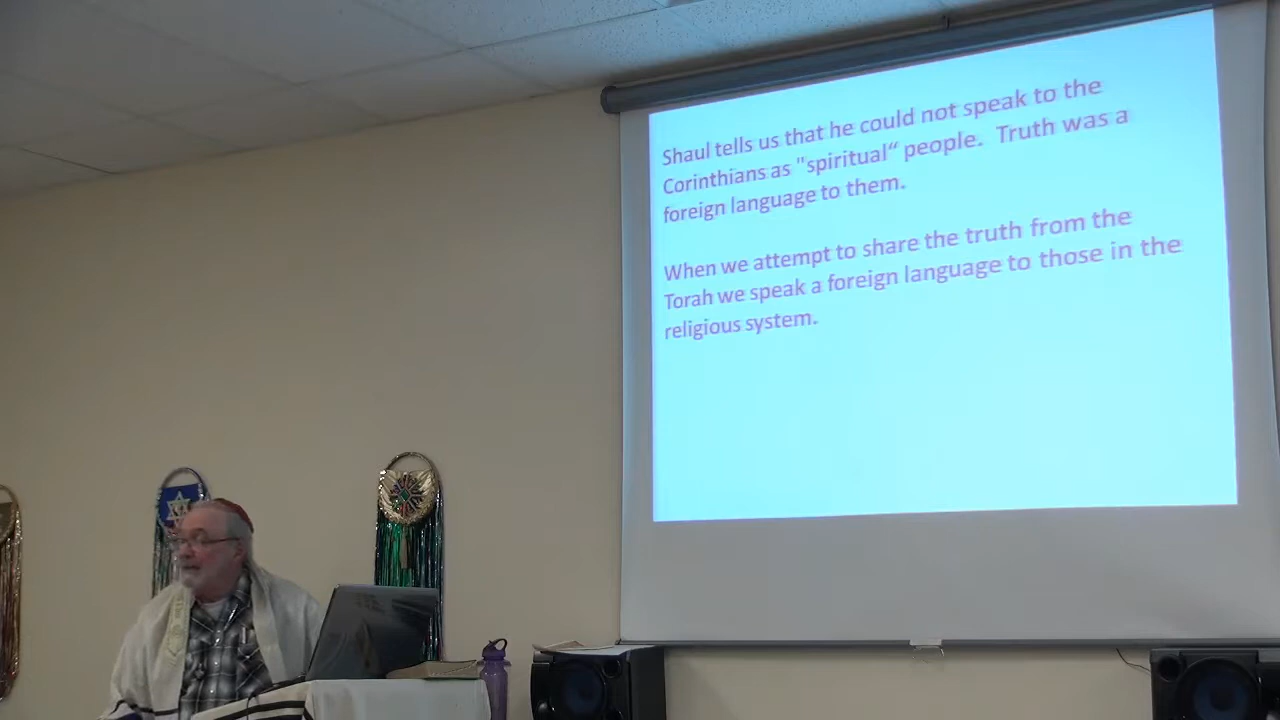 Shaul tells us that he could not speak to the
Corinthians as "spiritual“ people. Truth was a
foreign language to them.
When we attempt to share the truth from the
Torah we speak a foreign language to those in the
religious system.